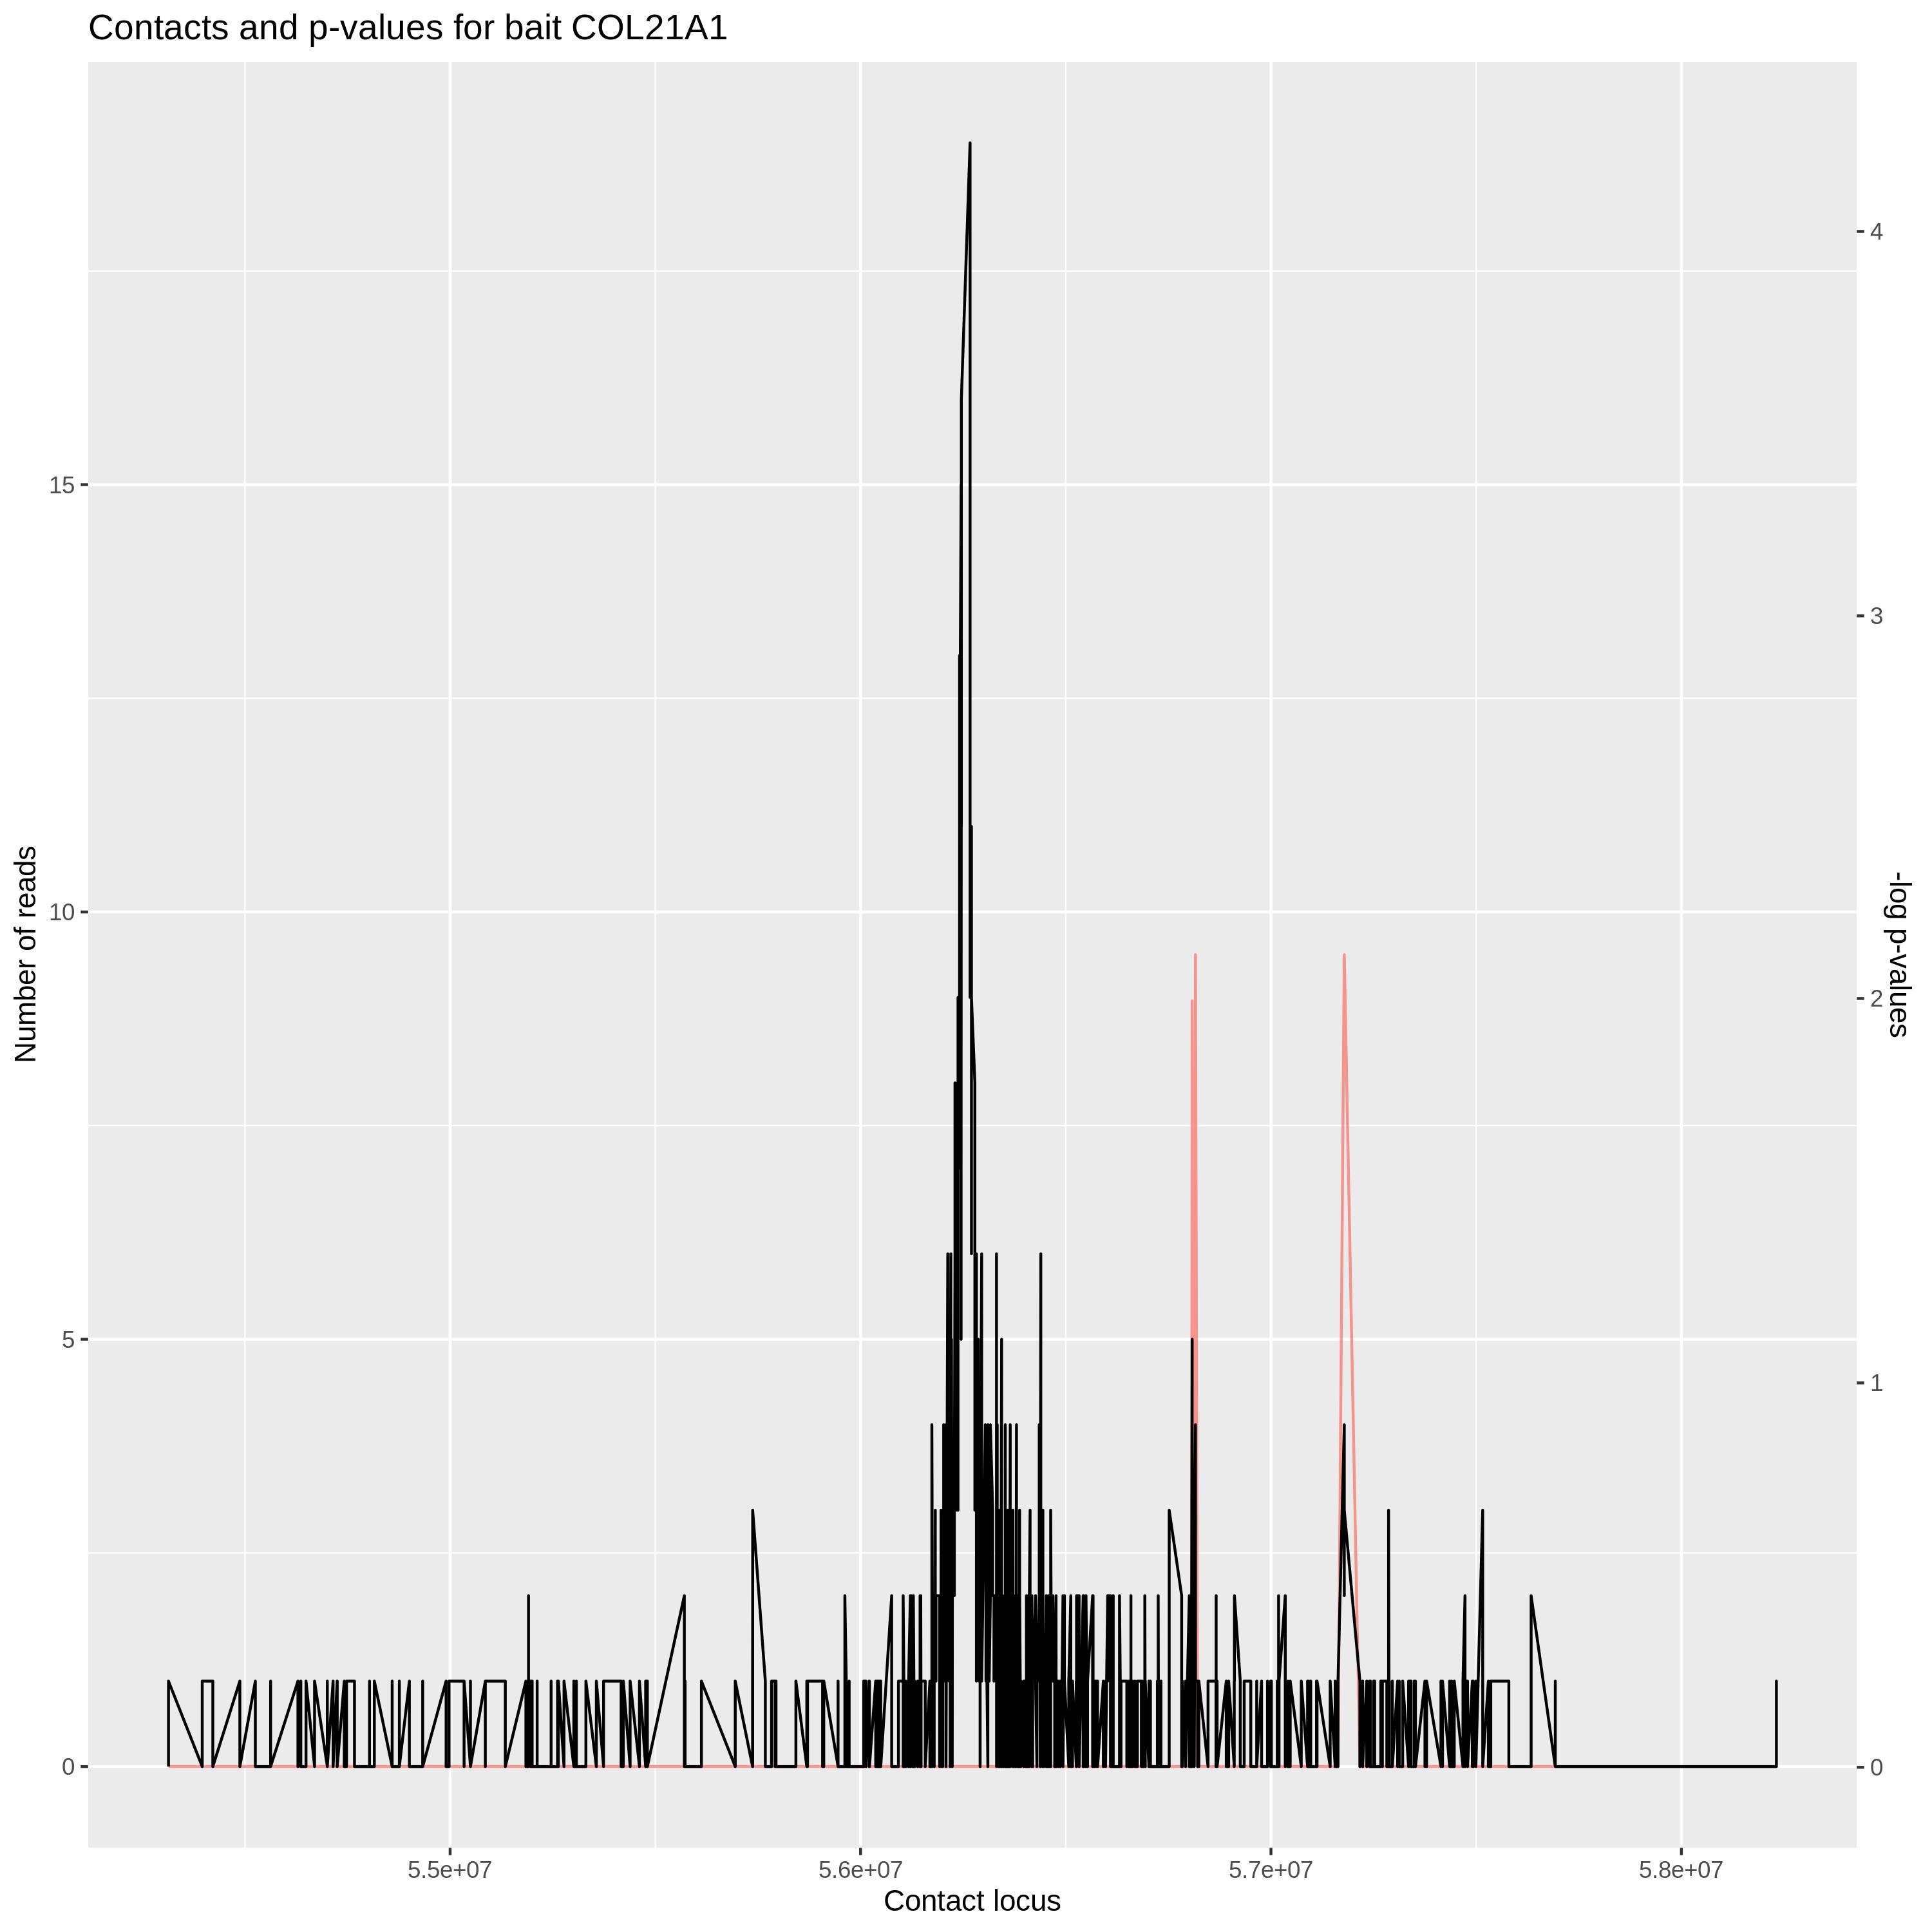 Contacts and p-values for bait COL21A1
Number of reads
15
10
5
0
4
3
2
1
0
-log p-values
5.5e+07
5.6e+07
5.7e+07
5.8e+07
Contact locus